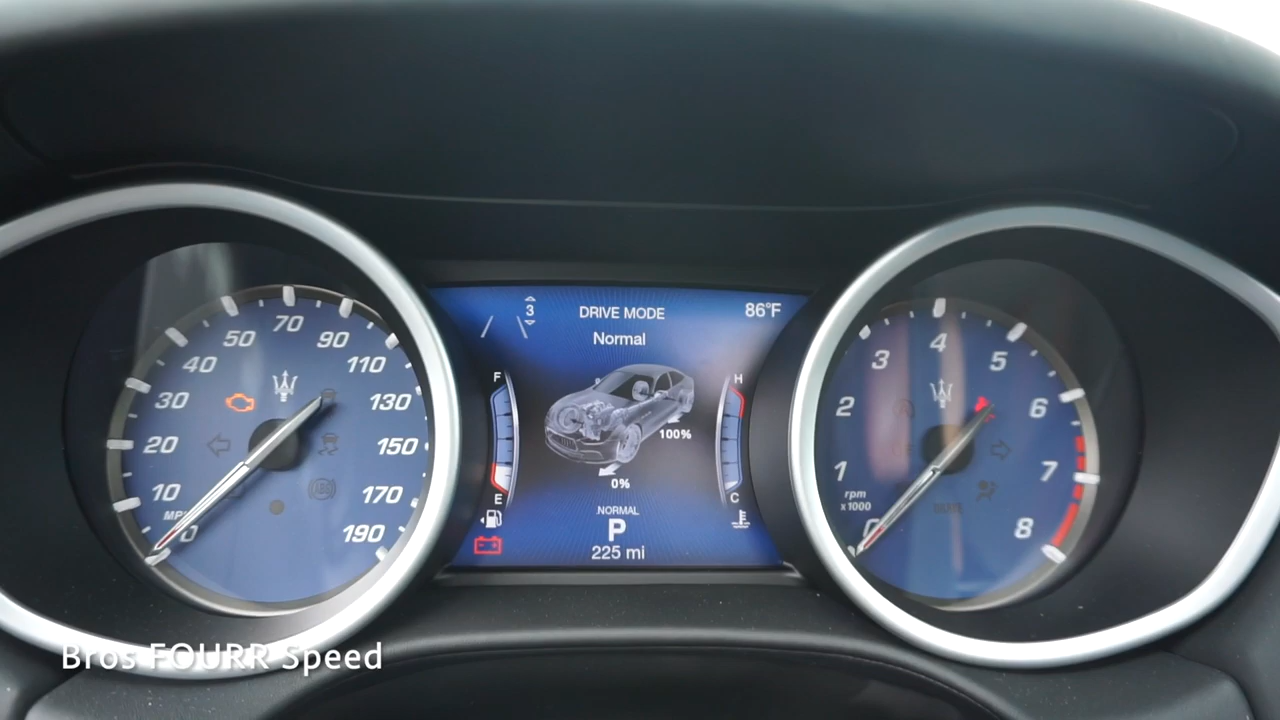 70
50
90
40
110
30
130
20
150
10
170
MPH
0
190
3
DRIVE MODE
86°F
Normal
F
H
100%
0%
E
C
NORMAL
P
225 mi
4
3
5
2
6
1
7
rpm
x1000
0
8
Bros FOURR Speed